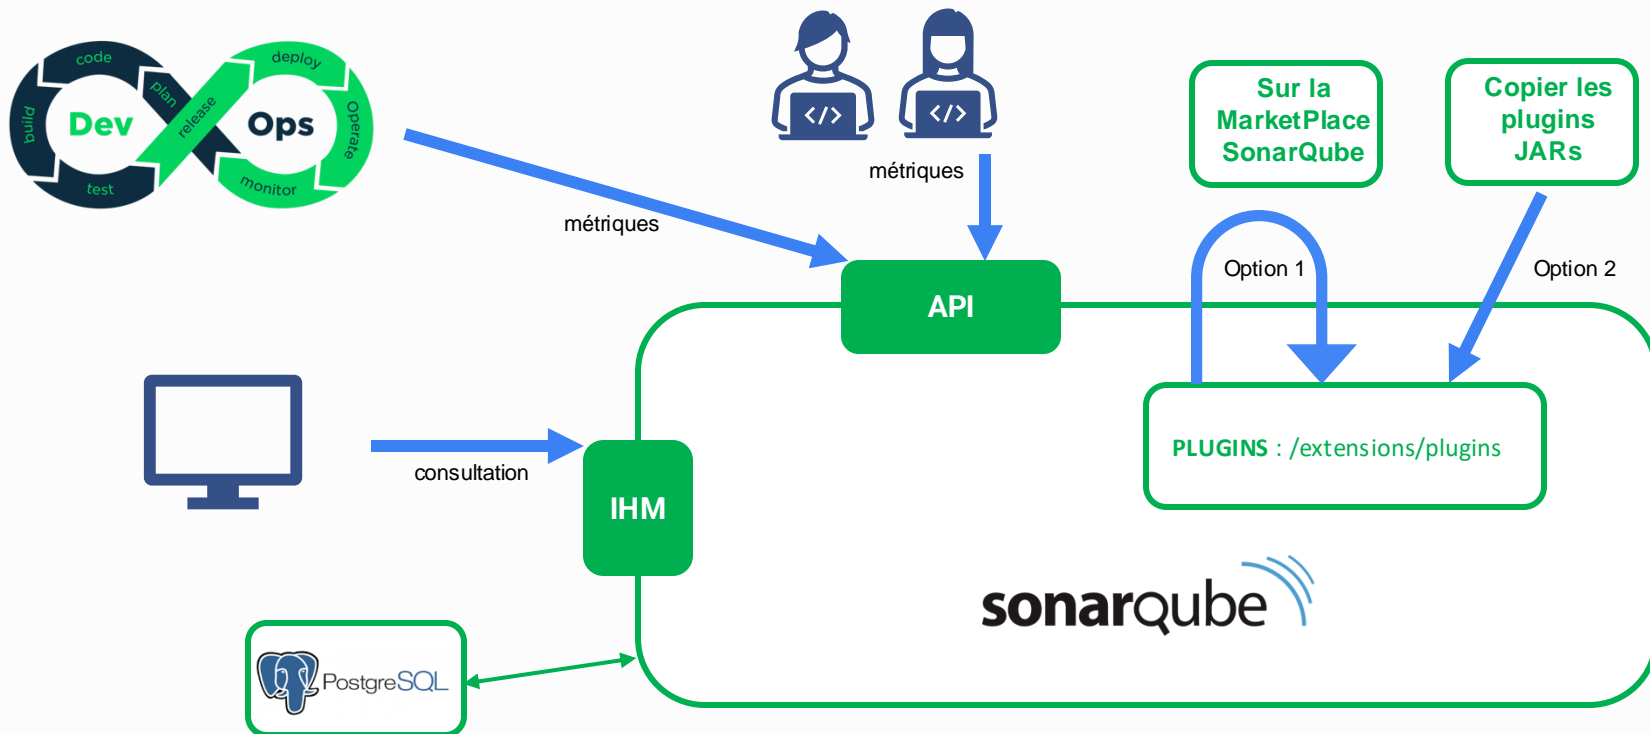 code
plan
build
test
Dev
release
deploy
Operate
monitor
Ops
</>
</>
métriques
métriques
Sur la
MarketPlace
SonarQube
Copier les
plugins
JARs
Option 1
Option 2
API
PLUGINS : /extensions/plugins
consultation
IHM
sonarqube
PostgreSQL